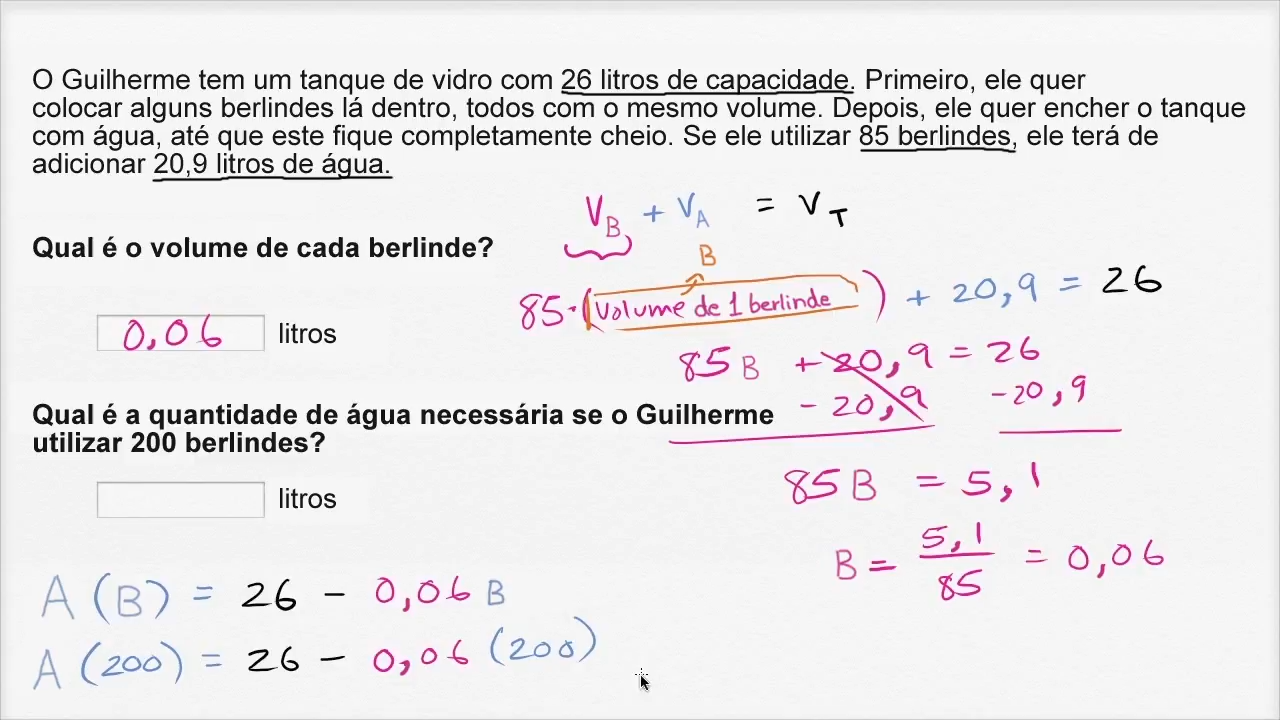 O Guilherme tem um tanque de vidro com 26 litros de capacidade. Primeiro, ele quer
colocar alguns berlindes lá dentro, todos com o mesmo volume. Depois, ele quer encher o tanque
com água, até que este fique completamente cheio. Se ele utilizar 85 berlindes, ele terá de
adicionar 20,9 litros de água.
V_B + V_A = V_T
Qual é o volume de cada berlinde?
B
85·(Volume de 1 berlinde) + 20,9 = 26
0,06 litros
85B + 20,9 = 26
- 20,9 -20,9
Qual é a quantidade de água necessária se o Guilherme
utilizar 200 berlindes?
85B = 5,1
litros
B = 5,1/85 = 0,06
A(B) = 26 - 0,06B
A(200) = 26 - 0,06(200)